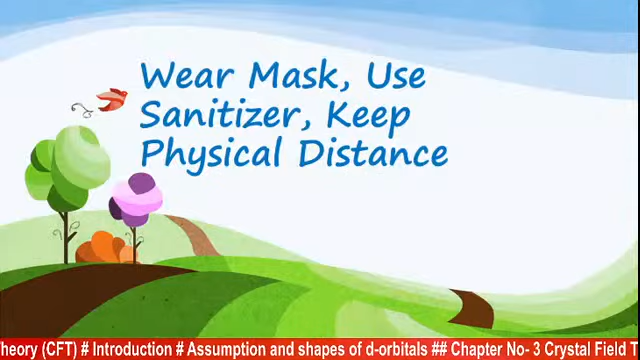 Wear Mask, Use
Sanitizer, Keep
Physical Distance
(CFT) # Introduction # Assumption and shapes of d-orbitals ## Chapter No- 3 Crystal Field